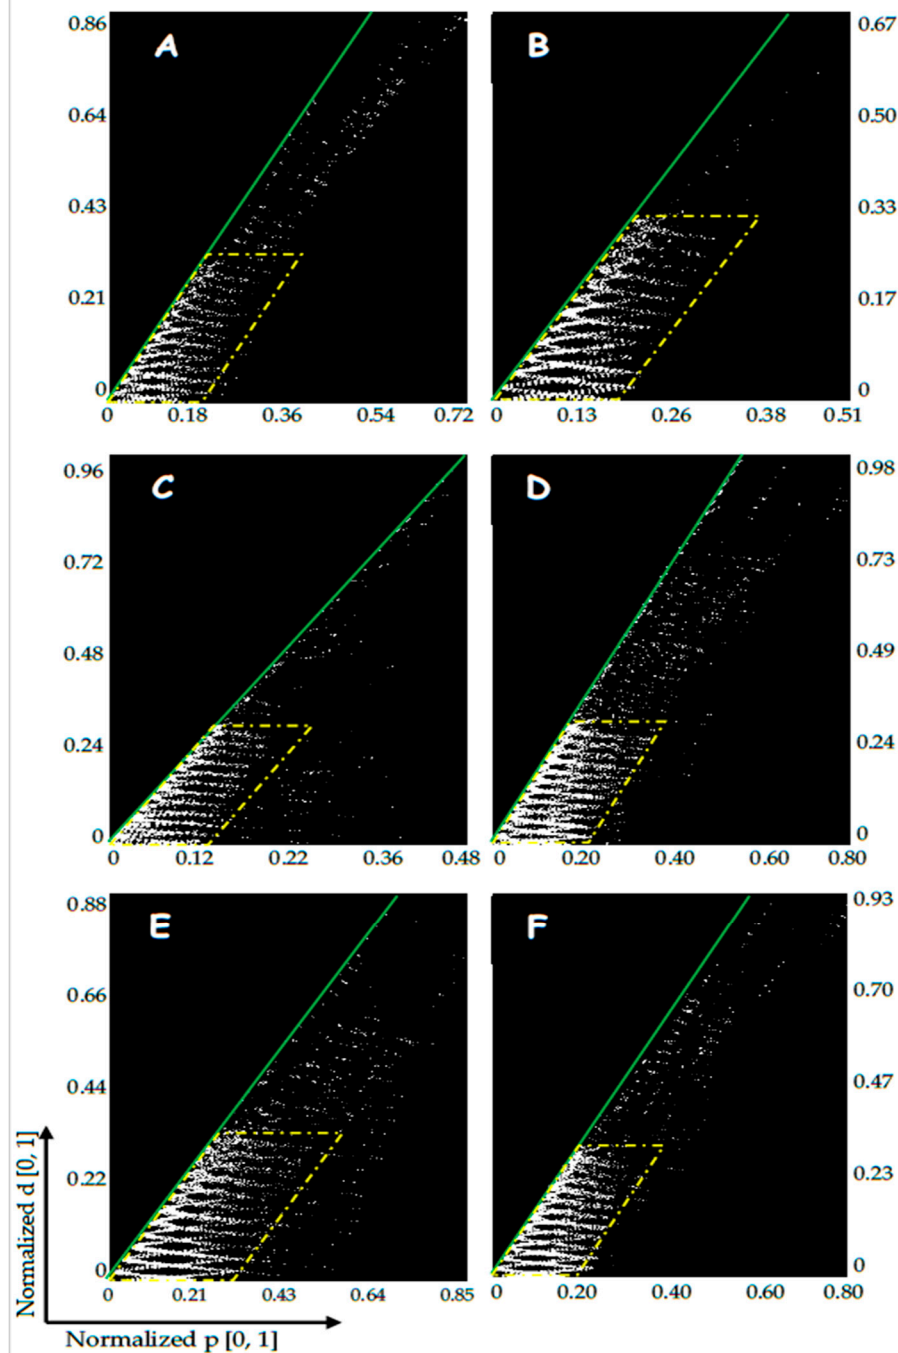 0.86
0.64
0.43
0.21
0
A
0 0.18 0.36 0.54 0.72
B
0.67
0.50
0.33
0.17
0
0 0.13 0.26 0.38 0.51
0.96
0.72
0.48
0.24
0
C
0 0.12 0.22 0.36 0.48
D
0.98
0.73
0.49
0.24
0
0 0.20 0.40 0.60 0.80
0.88
0.66
0.44
0.22
0
E
0 0.21 0.43 0.64 0.85
F
0.93
0.70
0.47
0.23
0
0 0.20 0.40 0.60 0.80
Normalized d [0, 1]
Normalized p [0, 1]